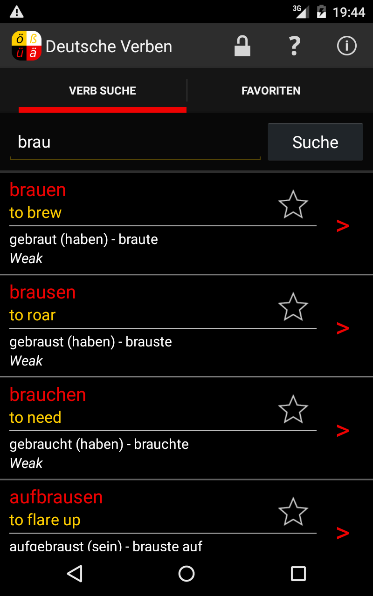 3G 19:44
ö ß ü ä Deutsche Verben ?
VERB SUCHE FAVORITEN
brau Suche
brauen
to brew
gebraut (haben) - braute
Weak
>
brausen
to roar
gebraust (haben) - brauste
Weak
>
brauchen
to need
gebraucht (haben) - brauchte
Weak
>
aufbrausen
to flare up
aufgebraust (sein) - brauste auf
>